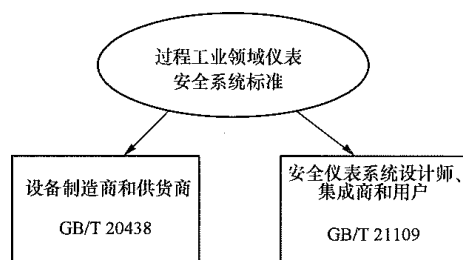 过程工业领域仪表
安全系统标准
设备制造商和供货商
GB/T 20438
安全仪表系统设计师、
集成商和用户
GB/T 21109